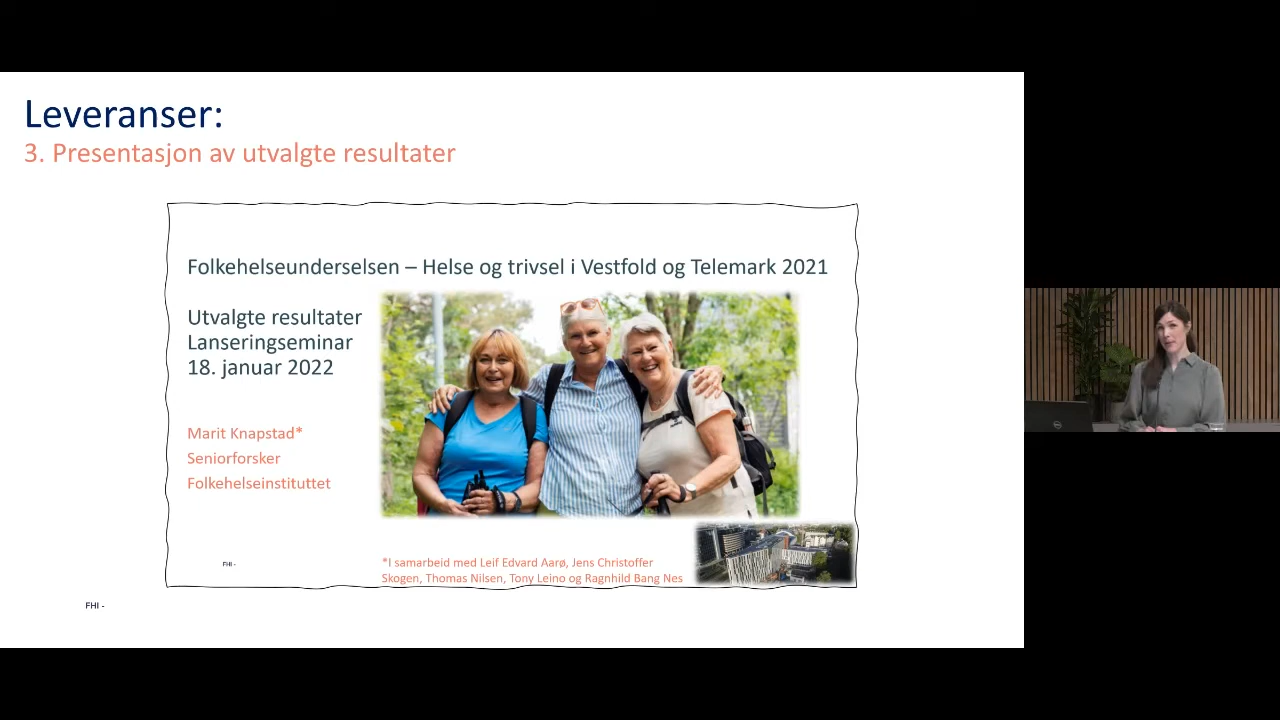 Leveranser:
3. Presentasjon av utvalgte resultater
Folkehelseunderselsen – Helse og trivsel i Vestfold og Telemark 2021
Utvalgte resultater
Lanseringseminar
18. januar 2022
Marit Knapstad*
Seniorforsker
Folkehelseinstituttet
*I samarbeid med Leif Edvard Aarø, Jens Christoffer
Skogen, Thomas Nilsen, Tony Leino og Ragnhild Bang Nes
FHI -
FHI -